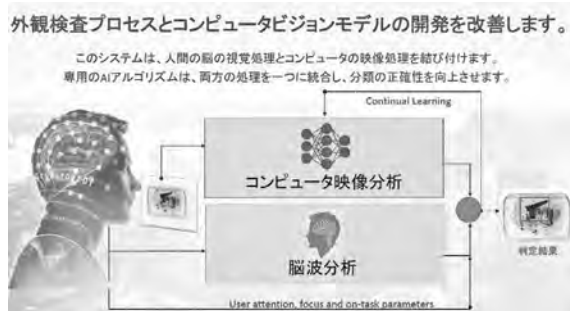 外観検査プロセスとコンピュータビジョンモデルの開発を改善します。
このシステムは、人間の脳の視覚処理とコンピュータの映像処理を結び付けます。
専用のAIアルゴリズムは、両方の処理を一つに統合し、分類の正確性を向上させます。
Continual Learning
コンピュータ映像分析
判定結果
脳波分析
User attention, focus and on-task parameters